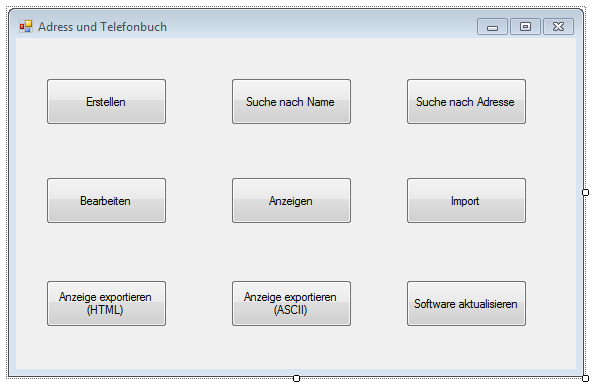 Adress und Telefonbuch
Erstellen
Suche nach Name
Suche nach Adresse
Bearbeiten
Anzeigen
Import
Anzeige exportieren
(HTML)
Anzeige exportieren
(ASCII)
Software aktualisieren